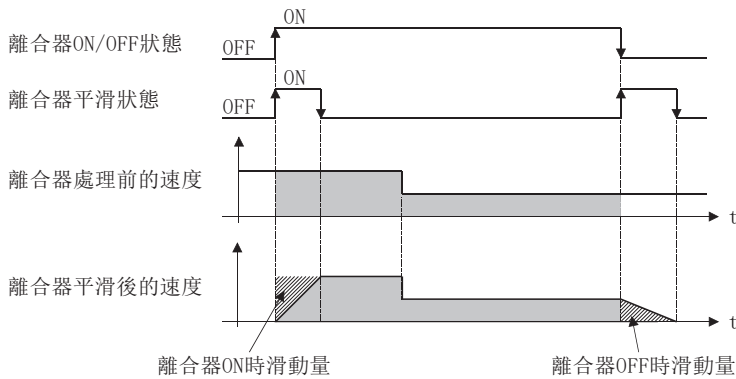 ON
離合器ON/OFF狀態
OFF
ON
離合器平滑狀態
OFF
離合器處理前的速度
t
離合器平滑後的速度
t
離合器ON時滑動量
離合器OFF時滑動量